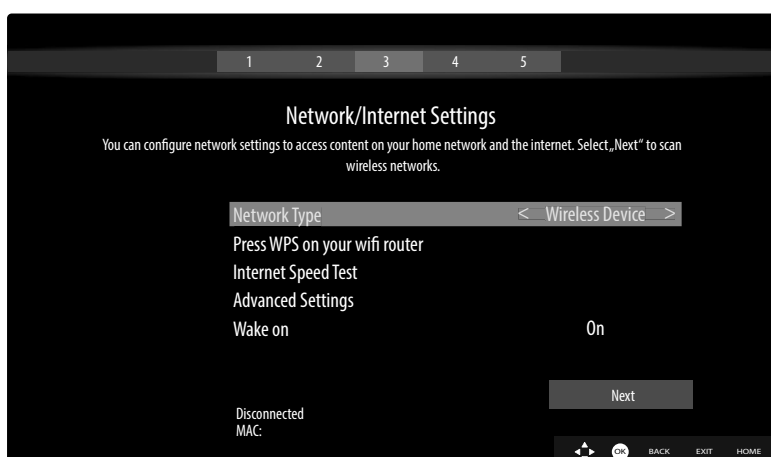 1 2 3 4 5
Network/Internet Settings
You can configure network settings to access content on your home network and the internet. Select „Next“ to scan
wireless networks.
Network Type < Wireless Device >
Press WPS on your wifi router
Internet Speed Test
Advanced Settings
Wake on On
Next
Disconnected
MAC:
OK BACK EXIT HOME